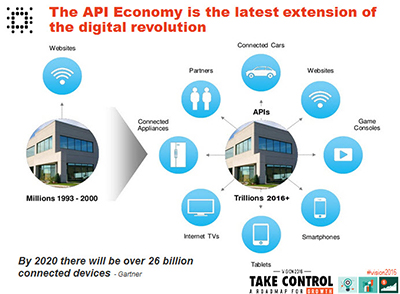 The API Economy is the latest extension of
the digital revolution
Websites
Millions 1993 - 2000
Connected Cars
Partners
Websites
APIs
Connected
Appliances
Game
Consoles
Trillions 2016+
Internet TVs
Smartphones
Tablets
By 2020 there will be over 26 billion
connected devices - Gartner
VISION2016
TAKE CONTROL
A ROADMAP FOR GROWTH
#vision2016